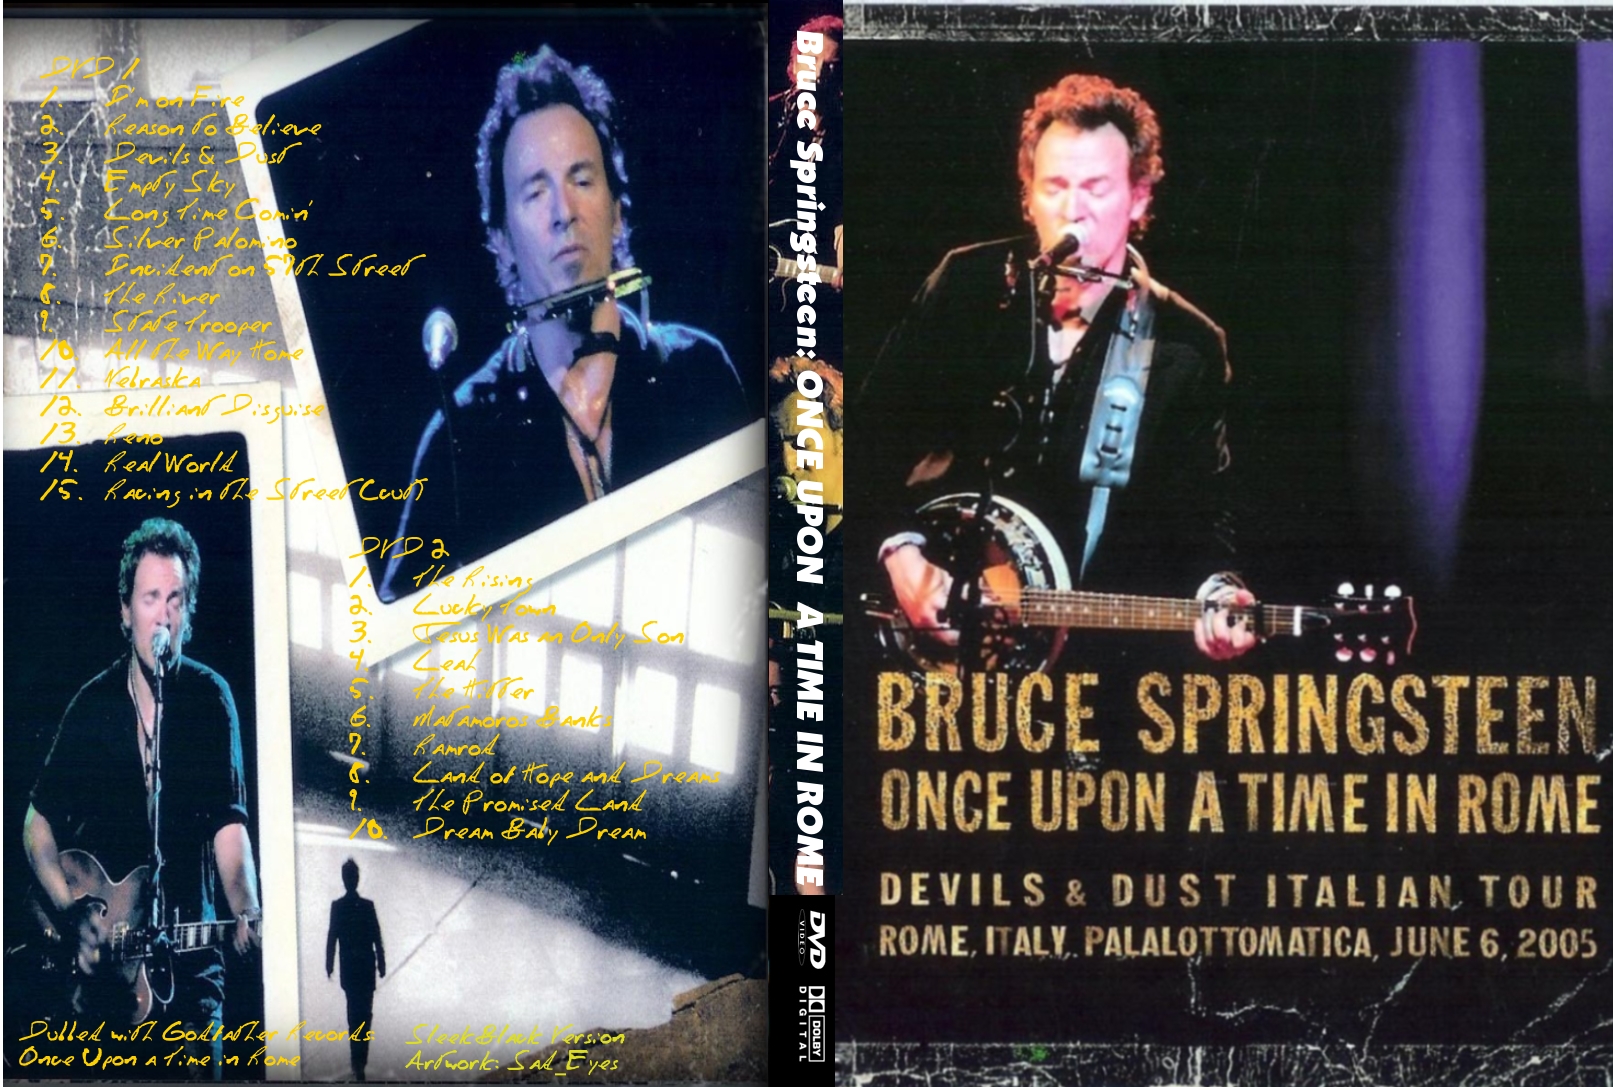 DVD 1
1. I'm on Fire
2. Reason To Believe
3. Devils & Dust
4. Empty Sky
5. Long Time Comin'
6. Silver Palomino
7. Incident on 57th Street
8. The River
9. State Trooper
10. All the Way Home
11. Nebraska
12. Brilliant Disguise
13. Reno
14. Real World
15. Racing in the Street (cut)
DVD 2
1. The Rising
2. Lucky Town
3. Jesus Was an Only Son
4. Leah
5. The Hitter
6. Matamoros Banks
7. Ramrod
8. Land of Hope and Dreams
9. The Promised Land
10. Dream Baby Dream
Dubbed with Godfather Records
Once Upon a Time in Rome
SleekBlack Version
Artwork: Sad_Eyes
Bruce Springsteen: ONCE UPON A TIME IN ROME
DVD
VIDEO
DOLBY
DIGITAL
BRUCE SPRINGSTEEN
ONCE UPON A TIME IN ROME
DEVILS & DUST ITALIAN TOUR
ROME, ITALY, PALALOTTOMATICA, JUNE 6, 2005